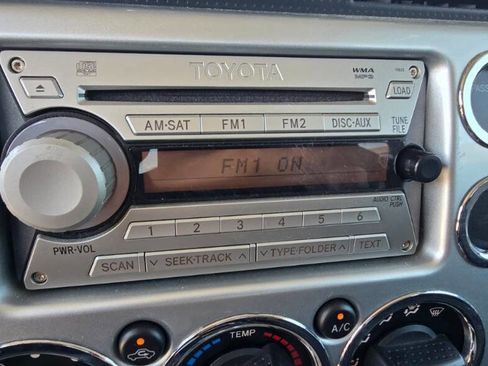 TOYOTA
WMA
MP3
LOAD
AM·SAT FM1 FM2 DISC·AUX
TUNE
FILE
FM1 ON
AUDIO CTRL
PUSH
1 2 3 4 5 6
PWR·VOL
SCAN ∨ SEEK·TRACK ∧ ∨ TYPE·FOLDER ∧ TEXT
TEMP
A/C